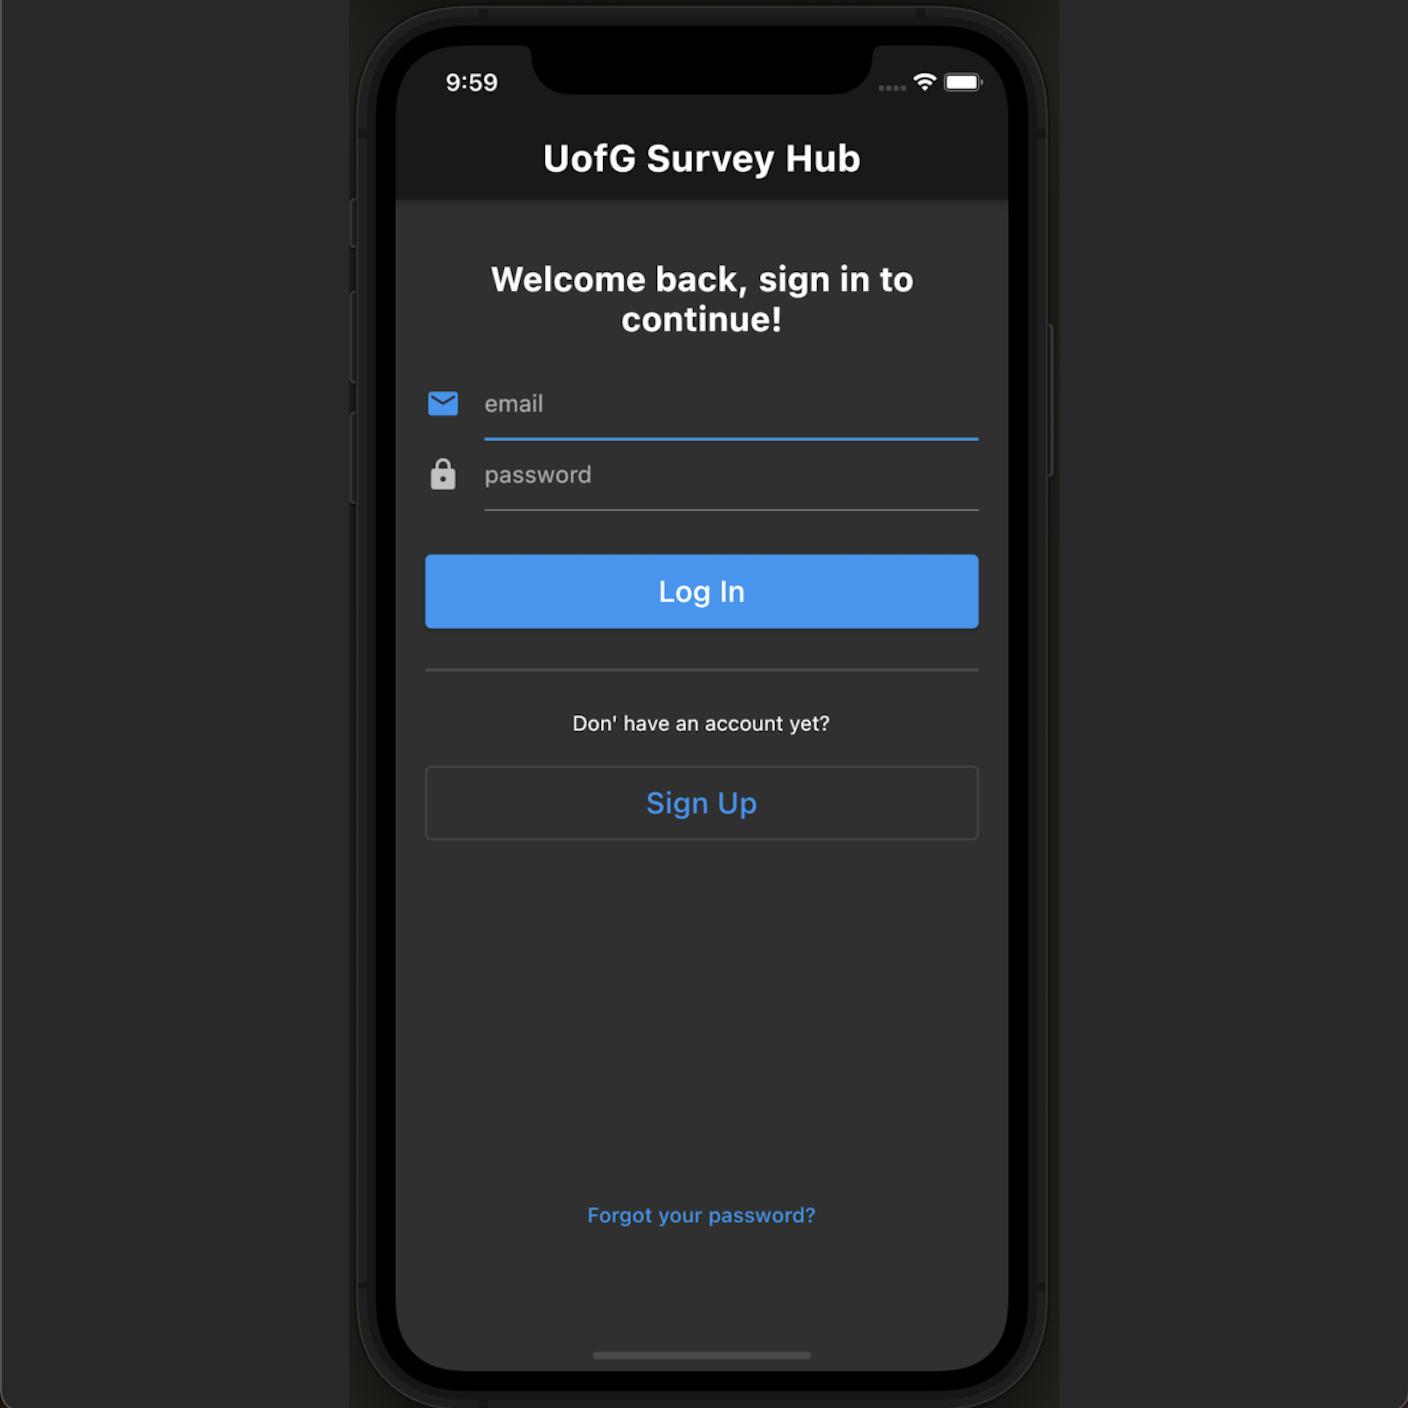 9:59
UofG Survey Hub
Welcome back, sign in to
continue!
email
password
Log In
Don' have an account yet?
Sign Up
Forgot your password?